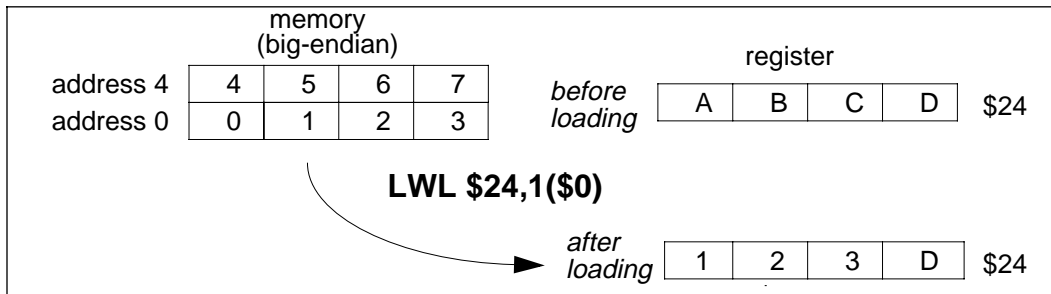 memory
(big-endian)
register
address 4 4 5 6 7
before
loading A B C D $24
address 0 0 1 2 3
LWL $24,1($0)
after
loading 1 2 3 D $24